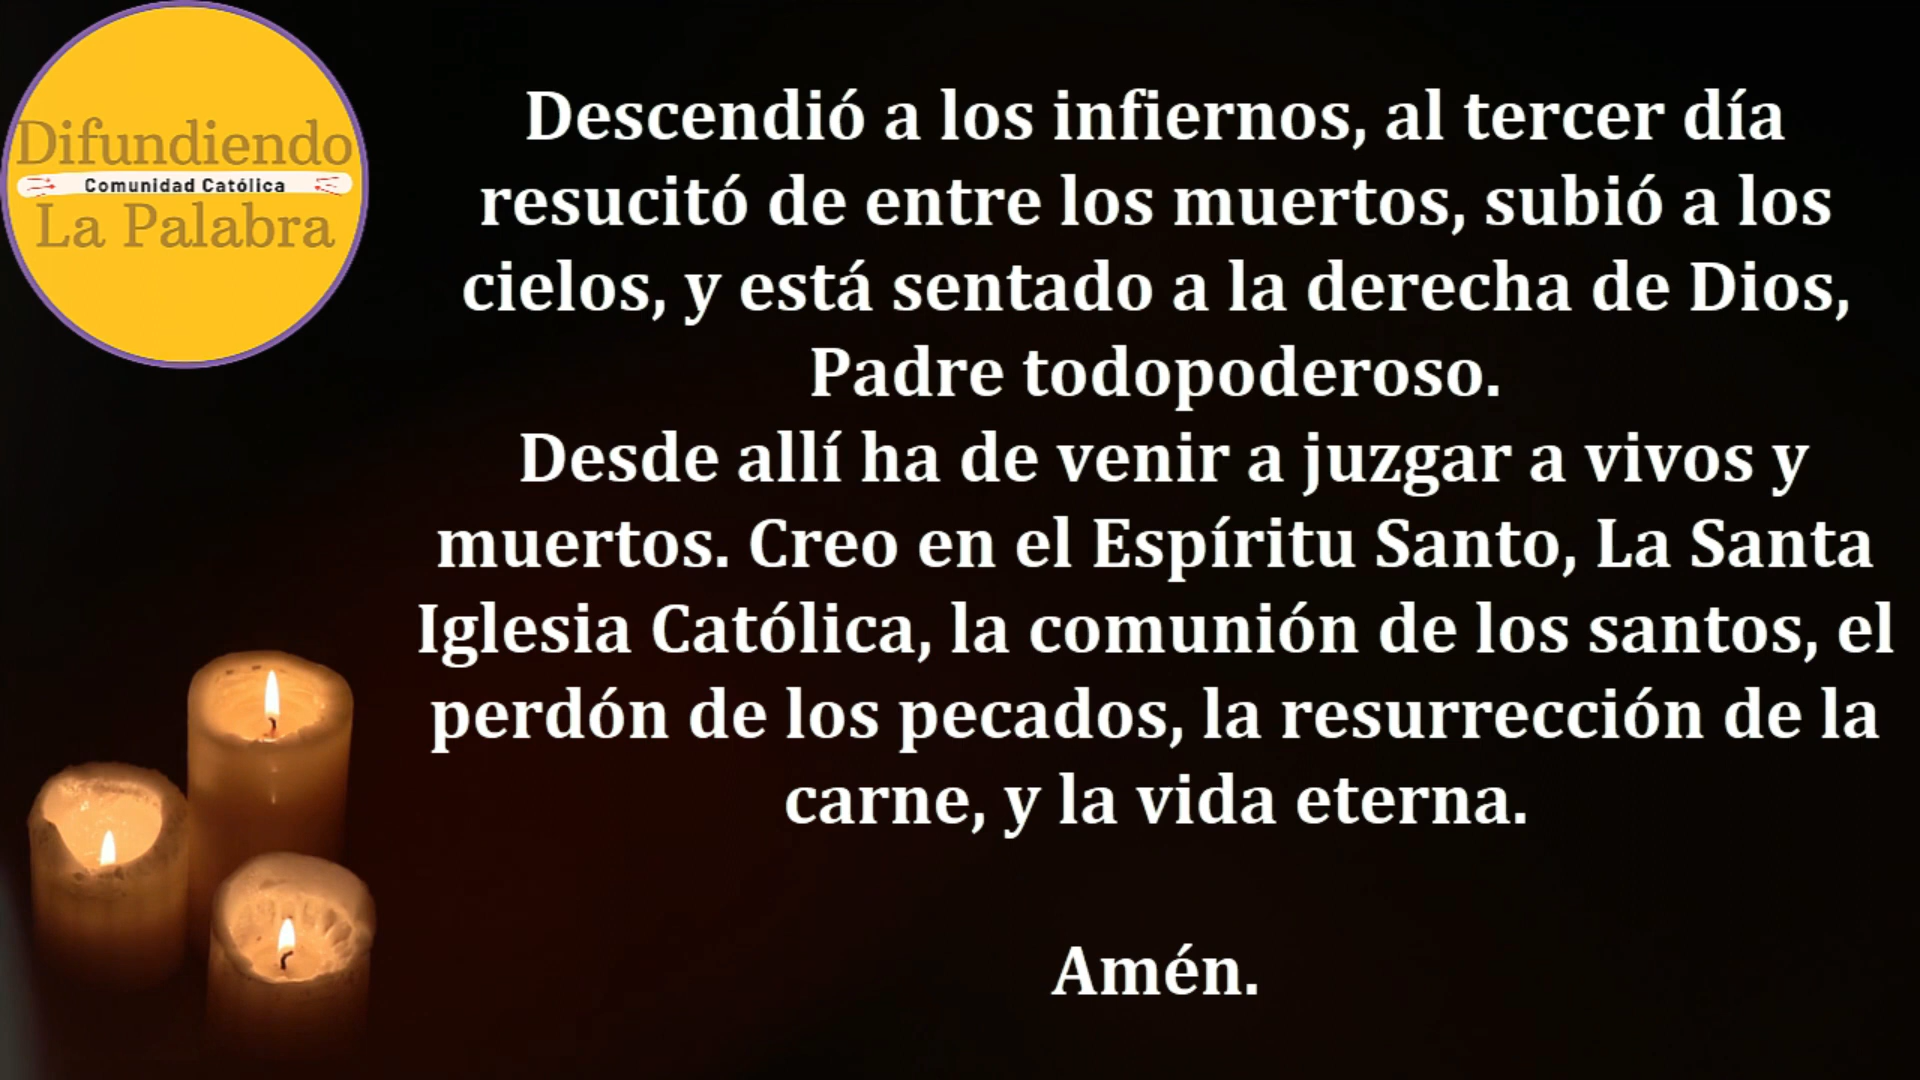 Difundiendo
Comunidad Católica
La Palabra
Descendió a los infiernos, al tercer día
resucitó de entre los muertos, subió a los
cielos, y está sentado a la derecha de Dios,
Padre todopoderoso.
Desde allí ha de venir a juzgar a vivos y
muertos. Creo en el Espíritu Santo, La Santa
Iglesia Católica, la comunión de los santos, el
perdón de los pecados, la resurrección de la
carne, y la vida eterna.
Amén.